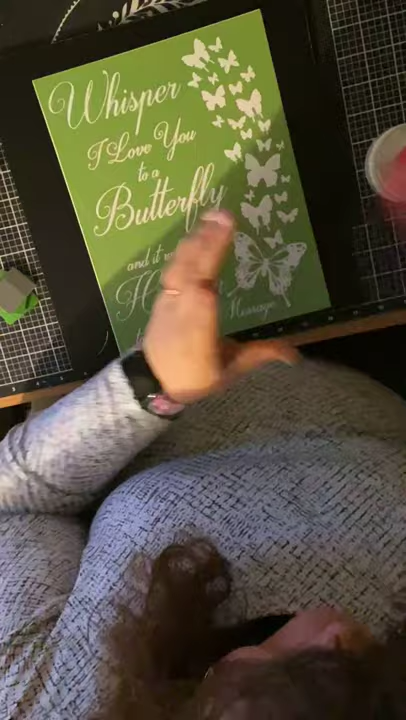 Whisper
I Love You
to a
Butterfly
and it
Message